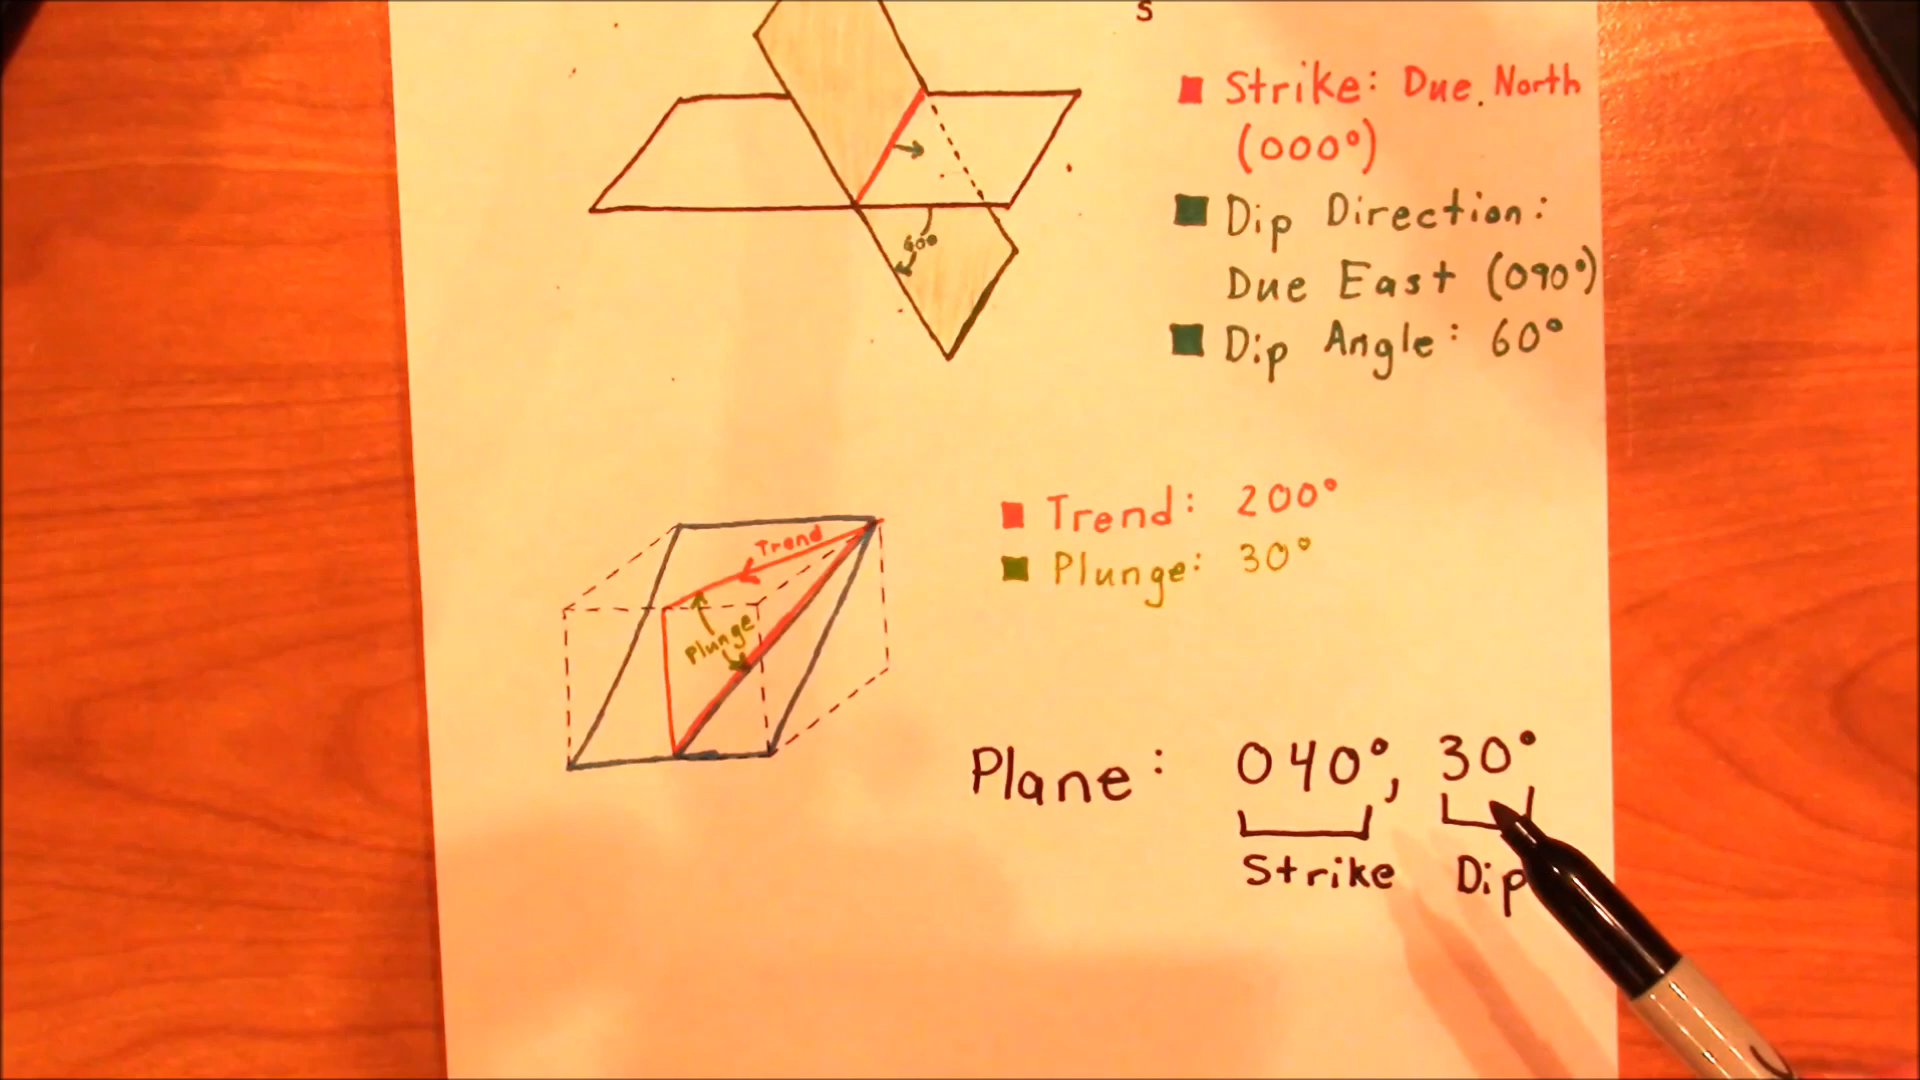 S
Strike: Due North
(000°)
Dip Direction:
Due East (090°)
Dip Angle: 60°
60°
Trend: 200°
Plunge: 30°
Trend
Plunge
Plane: 040°, 30°
Strike Dip